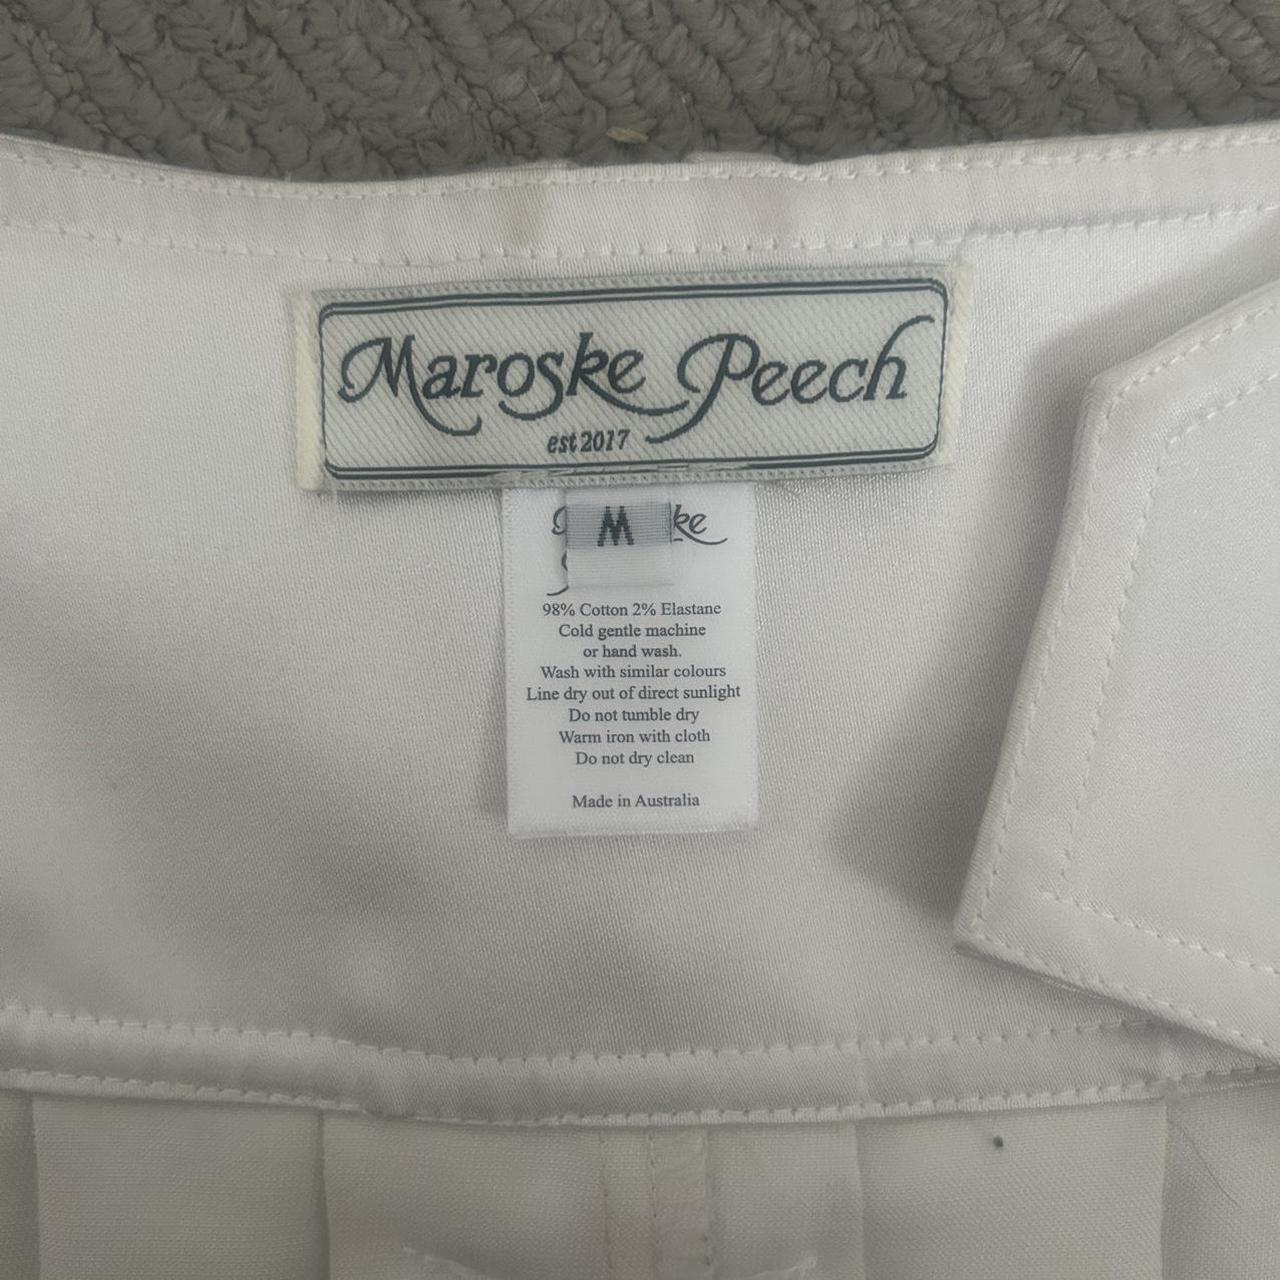 Maroske Peech
est 2017
M
ke
98% Cotton 2% Elastane
Cold gentle machine
or hand wash.
Wash with similar colours
Line dry out of direct sunlight
Do not tumble dry
Warm iron with cloth
Do not dry clean
Made in Australia